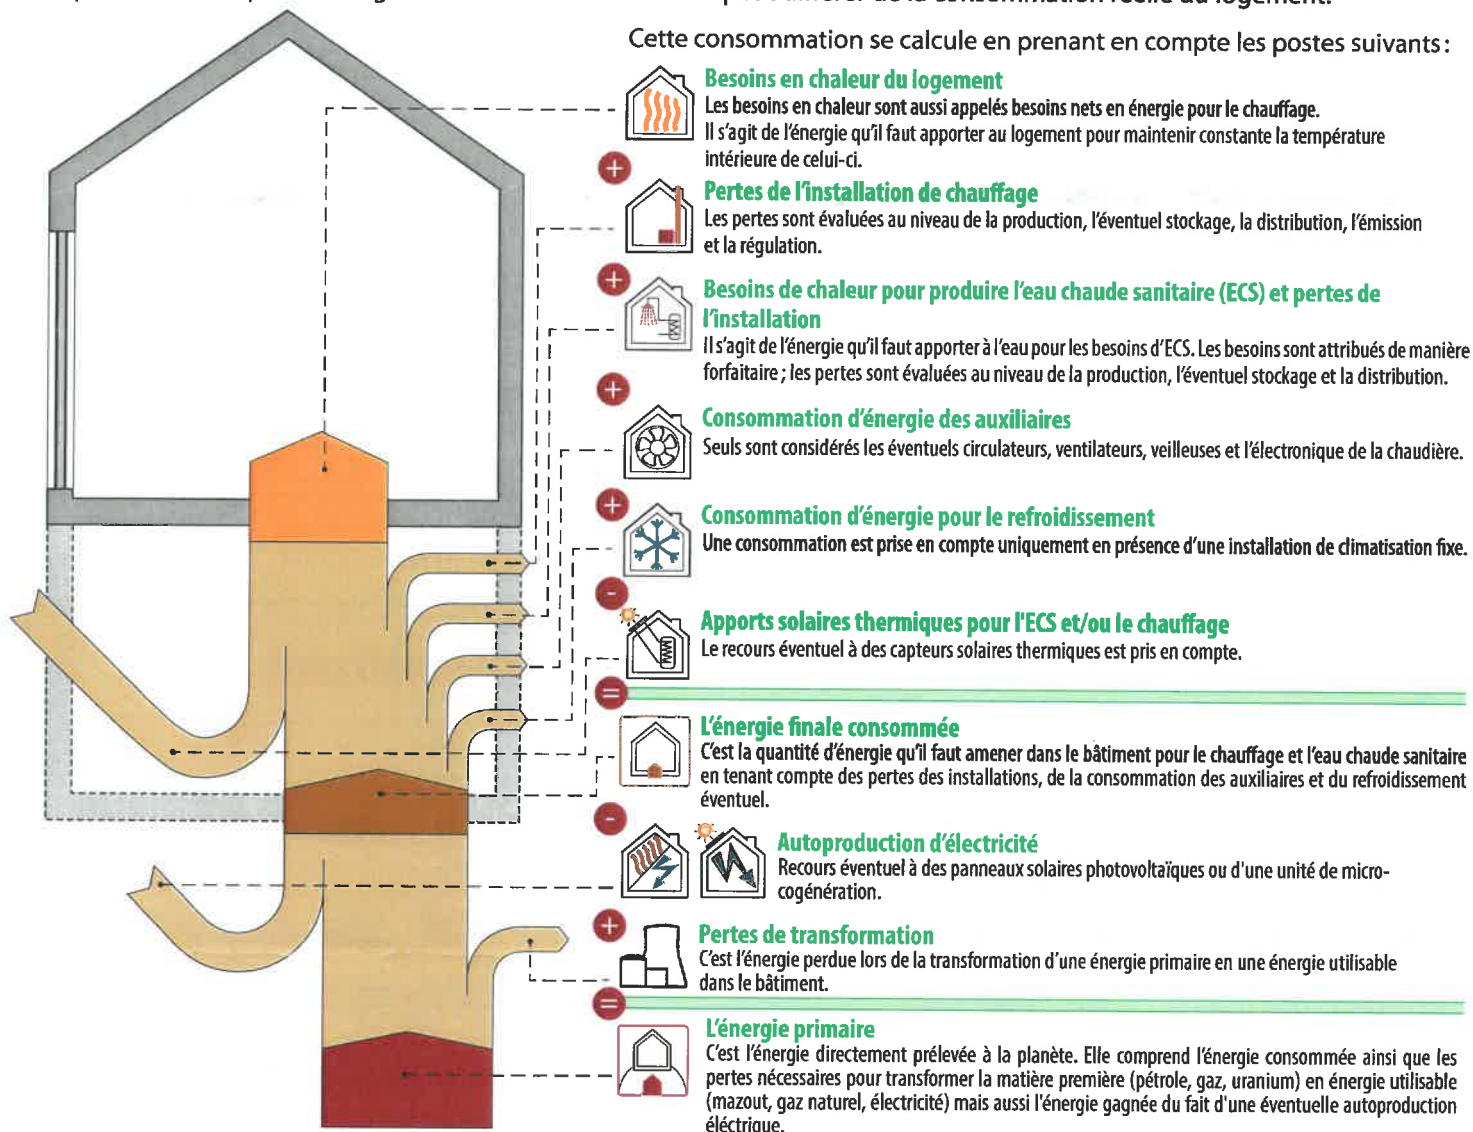 de la consommation réelle du logement.
Cette consommation se calcule en prenant en compte les postes suivants :
Besoins en chaleur du logement
Les besoins en chaleur sont aussi appelés besoins nets en énergie pour le chauffage.
Il s'agit de l'énergie qu'il faut apporter au logement pour maintenir constante la température
intérieure de celui-ci.
+
Pertes de l'installation de chauffage
Les pertes sont évaluées au niveau de la production, l'éventuel stockage, la distribution, l'émission
et la régulation.
+
Besoins de chaleur pour produire l'eau chaude sanitaire (ECS) et pertes de
l'installation
Il s'agit de l'énergie qu'il faut apporter à l'eau pour les besoins d'ECS. Les besoins sont attribués de manière
forfaitaire ; les pertes sont évaluées au niveau de la production, l'éventuel stockage et la distribution.
+
Consommation d'énergie des auxiliaires
Seuls sont considérés les éventuels circulateurs, ventilateurs, veilleuses et l'électronique de la chaudière.
+
Consommation d'énergie pour le refroidissement
Une consommation est prise en compte uniquement en présence d'une installation de climatisation fixe.
-
Apports solaires thermiques pour l'ECS et/ou le chauffage
Le recours éventuel à des capteurs solaires thermiques est pris en compte.
=
L'énergie finale consommée
C'est la quantité d'énergie qu'il faut amener dans le bâtiment pour le chauffage et l'eau chaude sanitaire
en tenant compte des pertes des installations, de la consommation des auxiliaires et du refroidissement
éventuel.
-
Autoproduction d'électricité
Recours éventuel à des panneaux solaires photovoltaïques ou d'une unité de micro-
cogénération.
+
Pertes de transformation
C'est l'énergie perdue lors de la transformation d'une énergie primaire en une énergie utilisable
dans le bâtiment.
=
L'énergie primaire
C'est l'énergie directement prélevée à la planète. Elle comprend l'énergie consommée ainsi que les
pertes nécessaires pour transformer la matière première (pétrole, gaz, uranium) en énergie utilisable
(mazout, gaz naturel, électricité) mais aussi l'énergie gagnée du fait d'une éventuelle autoproduction
éléctrique.